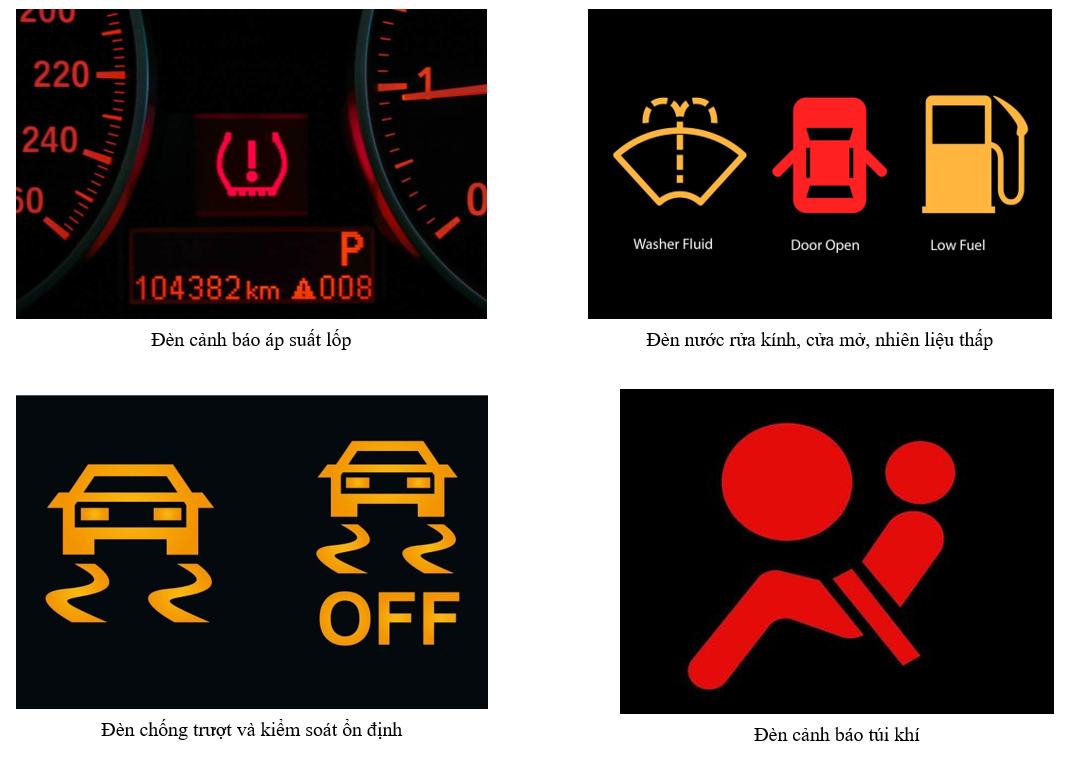 200
220
240
60
1
0
P
104382 km 008
Đèn cảnh báo áp suất lốp
Washer Fluid
Door Open
Low Fuel
Đèn nước rửa kính, cửa mở, nhiên liệu thấp
OFF
Đèn chống trượt và kiểm soát ổn định
Đèn cảnh báo túi khí